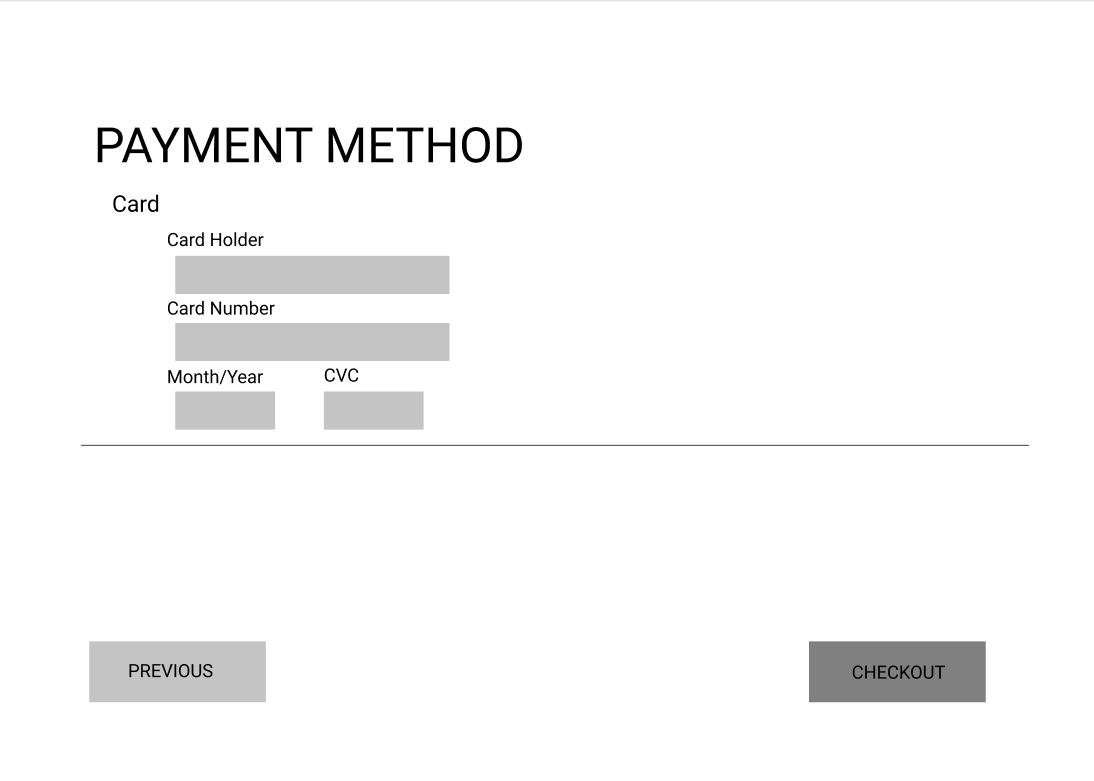 PAYMENT METHOD
Card
Card Holder
Card Number
Month/Year CVC
PREVIOUS CHECKOUT